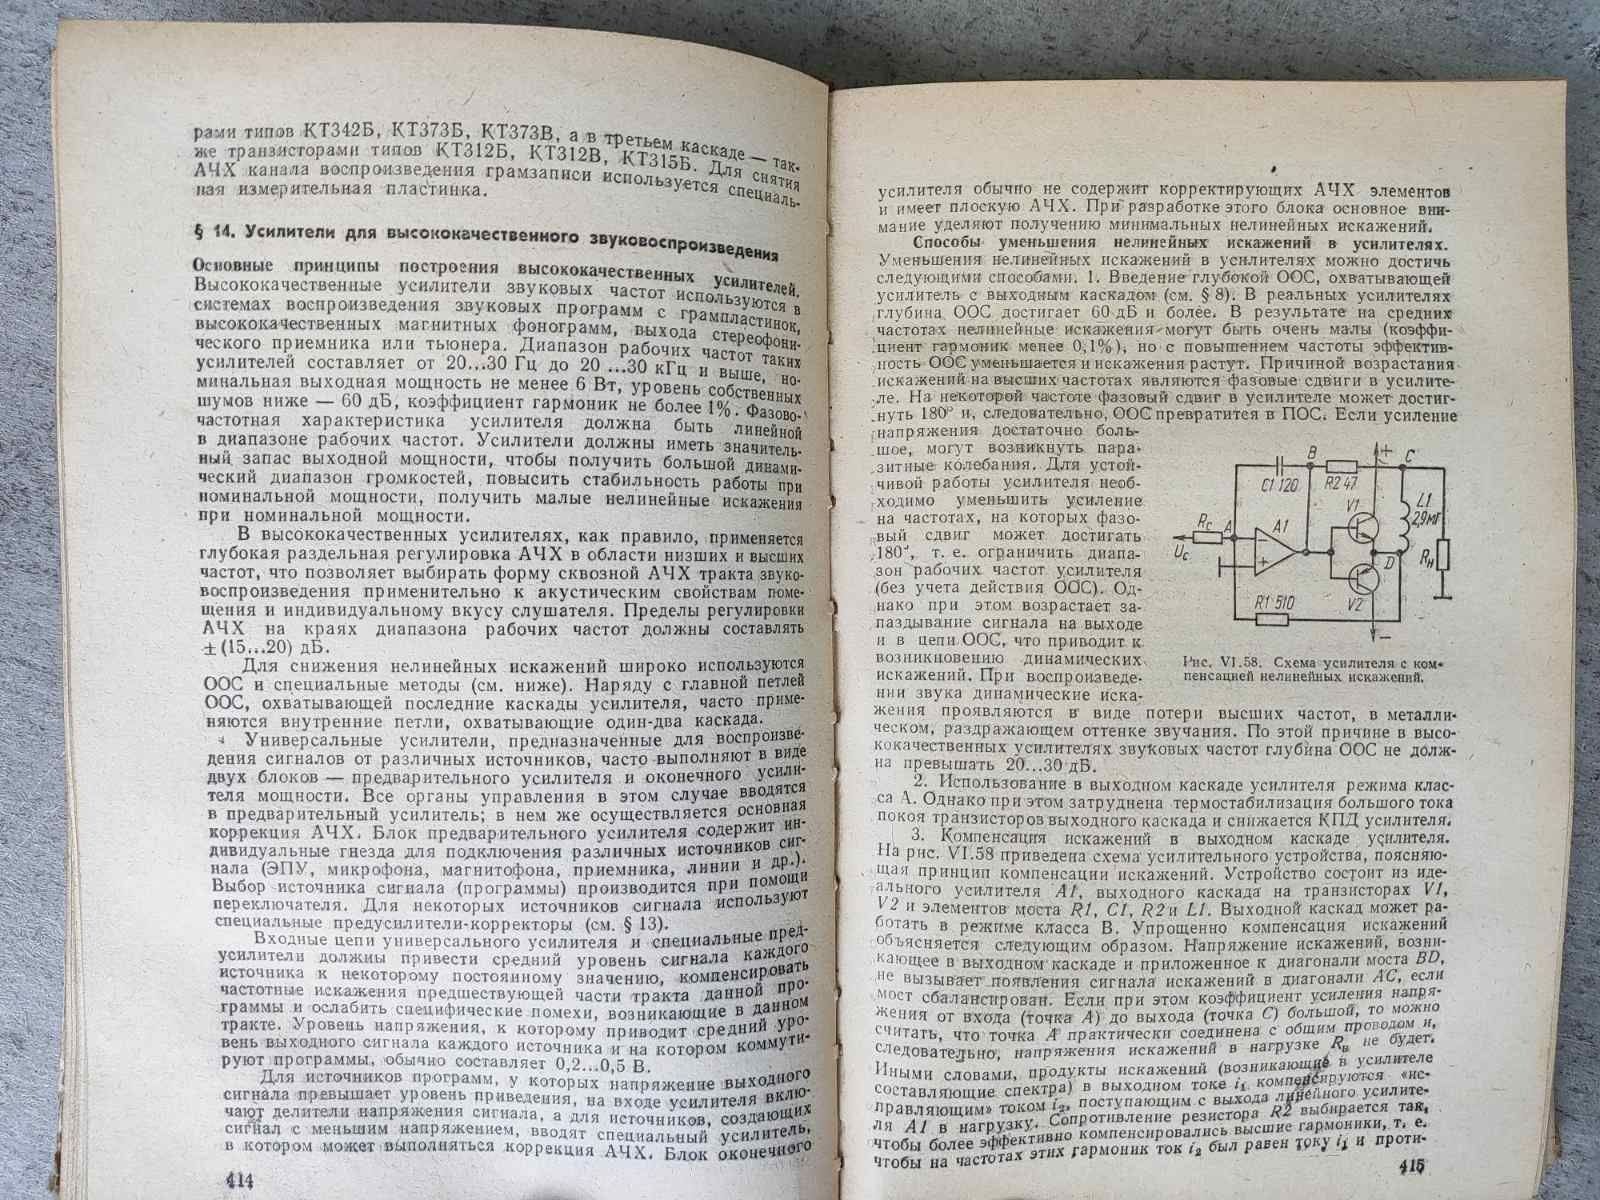 рами типов КТ342Б, КТ373Б, КТ373В, а в третьем каскаде — так-
же транзисторами типов КТ312Б, КТ312В, КТ315Б. Для снятия
АЧХ канала воспроизведения грамзаписи используется специаль-
ная измерительная пластинка.
§ 14. Усилители для высококачественного звуковоспроизведения
Основные принципы построения высококачественных усилителей.
Высококачественные усилители звуковых частот используются в
системах воспроизведения звуковых программ с грампластинок,
высококачественных магнитных фонограмм, выхода стереофони-
ческого приемника или тьюнера. Диапазон рабочих частот таких
усилителей составляет от 20...30 Гц до 20 ...30 кГц и выше, но-
минальная выходная мощность не менее 6 Вт, уровень собственных
шумов ниже — 60 дБ, коэффициент гармоник не более 1%. Фазово-
частотная характеристика усилителя должна быть линейной
в диапазоне рабочих частот. Усилители должны иметь значитель-
ный запас выходной мощности, чтобы получить большой динами-
ческий диапазон громкостей, повысить стабильность работы при
номинальной мощности, получить малые нелинейные искажения
при номинальной мощности.
В высококачественных усилителях, как правило, применяется
глубокая раздельная регулировка АЧХ в области низших и высших
частот, что позволяет выбирать форму сквозной АЧХ тракта звуко-
воспроизведения применительно к акустическим свойствам поме-
щения и индивидуальному вкусу слушателя. Пределы регулировки
АЧХ на краях диапазона рабочих частот должны составлять
±(15...20) дБ.
Для снижения нелинейных искажений широко используются
ООС и специальные методы (см. ниже). Наряду с главной петлей
ООС, охватывающей последние каскады усилителя, часто приме-
няются внутренние петли, охватывающие один-два каскада.
Универсальные усилители, предназначенные для воспроизве-
дения сигналов от различных источников, часто выполняют в виде
двух блоков — предварительного усилителя и оконечного усили-
теля мощности. Все органы управления в этом случае вводятся
в предварительный усилитель; в нем же осуществляется основная
коррекция АЧХ. Блок предварительного усилителя содержит ин-
дивидуальные гнезда для подключения различных источников сиг-
нала (ЭПУ, микрофона, магнитофона, приемника, линии и др.).
Выбор источника сигнала (программы) производится при помощи
переключателя. Для некоторых источников сигнала используют
специальные предусилители-корректоры (см. § 13).
Входные цепи универсального усилителя и специальные пред-
усилители должны привести средний уровень сигнала каждого
источника к некоторому постоянному значению, компенсировать
частотные искажения предшествующей части тракта данной про-
граммы и ослабить специфические помехи, возникающие в данном
тракте. Уровень напряжения, к которому приводит средний уро-
вень выходного сигнала каждого источника и на котором коммути-
руют программы, обычно составляет 0,2...0,5 В.
Для источников программ, у которых напряжение выходного
сигнала превышает уровень приведения, на входе усилителя вклю-
чают делители напряжения сигнала, а для источников, создающих
сигнал с меньшим напряжением, вводят специальный усилитель,
в котором может выполняться коррекция АЧХ. Блок оконечного
414
усилителя обычно не содержит корректирующих АЧХ элементов
и имеет плоскую АЧХ. При разработке этого блока основное вни-
мание уделяют получению минимальных нелинейных искажений.
Способы уменьшения нелинейных искажений в усилителях.
Уменьшения нелинейных искажений в усилителях можно достичь
следующими способами. 1. Введение глубокой ООС, охватывающей
усилитель с выходным каскадом (см. § 8). В реальных усилителях
глубина ООС достигает 60 дБ и более. В результате на средних
частотах нелинейные искажения могут быть очень малы (коэффи-
циент гармоник менее 0,1%), но с повышением частоты эффектив-
ность ООС уменьшается и искажения растут. Причиной возрастания
искажений на высших частотах являются фазовые сдвиги в усилите-
ле. На некоторой частоте фазовый сдвиг в усилителе может достиг-
нуть 180° и, следовательно, ООС превратится в ПОС. Если усиление
напряжения достаточно боль-
шое, могут возникнуть пара-
зитные колебания. Для устой-
чивой работы усилителя необ-
ходимо уменьшить усиление
на частотах, на которых фазо-
вый сдвиг может достигать
180°, т. е. ограничить диапа-
зон рабочих частот усилителя
(без учета действия ООС). Од-
нако при этом возрастает за-
паздывание сигнала на выходе
и в цепи ООС, что приводит к
возникновению динамических
искажений. При воспроизведе-
нии звука динамические иска-
B
+
C
C1 120
R2 47
L1
2,9мГ
V1
Rс
A
A1
Uс
D
Rн
R1 510
V2
−
Рис. VI.58. Схема усилителя с ком-
пенсацией нелинейных искажений.
жения проявляются в виде потери высших частот, в металли-
ческом, раздражающем оттенке звучания. По этой причине в высо-
кокачественных усилителях звуковых частот глубина ООС не долж-
на превышать 20...30 дБ.
2. Использование в выходном каскаде усилителя режима клас-
са А. Однако при этом затруднена термостабилизация большого тока
покоя транзисторов выходного каскада и снижается КПД усилителя.
3. Компенсация искажений в выходном каскаде усилителя.
На рис. VI.58 приведена схема усилительного устройства, поясняю-
щая принцип компенсации искажений. Устройство состоит из иде-
ального усилителя A1, выходного каскада на транзисторах V1,
V2 и элементов моста R1, C1, R2 и L1. Выходной каскад может ра-
ботать в режиме класса В. Упрощенно компенсация искажений
объясняется следующим образом. Напряжение искажений, возни-
кающее в выходном каскаде и приложенное к диагонали моста BD,
не вызывает появления сигнала искажений в диагонали AC, если
мост сбалансирован. Если при этом коэффициент усиления напря-
жения от входа (точка A) до выхода (точка C) большой, то можно
считать, что точка A практически соединена с общим проводом и,
следовательно, напряжения искажений в нагрузке Rн не будет.
Иными словами, продукты искажений (возникающие в усилителе
составляющие спектра) в выходном токе i1 компенсируются «ис-
правляющим» током i2, поступающим с выхода линейного усилите-
ля A1 в нагрузку. Сопротивление резистора R2 выбирается так,
чтобы более эффективно компенсировались высшие гармоники, т. е.
чтобы на частотах этих гармоник ток i2 был равен току i1 и проти-
415